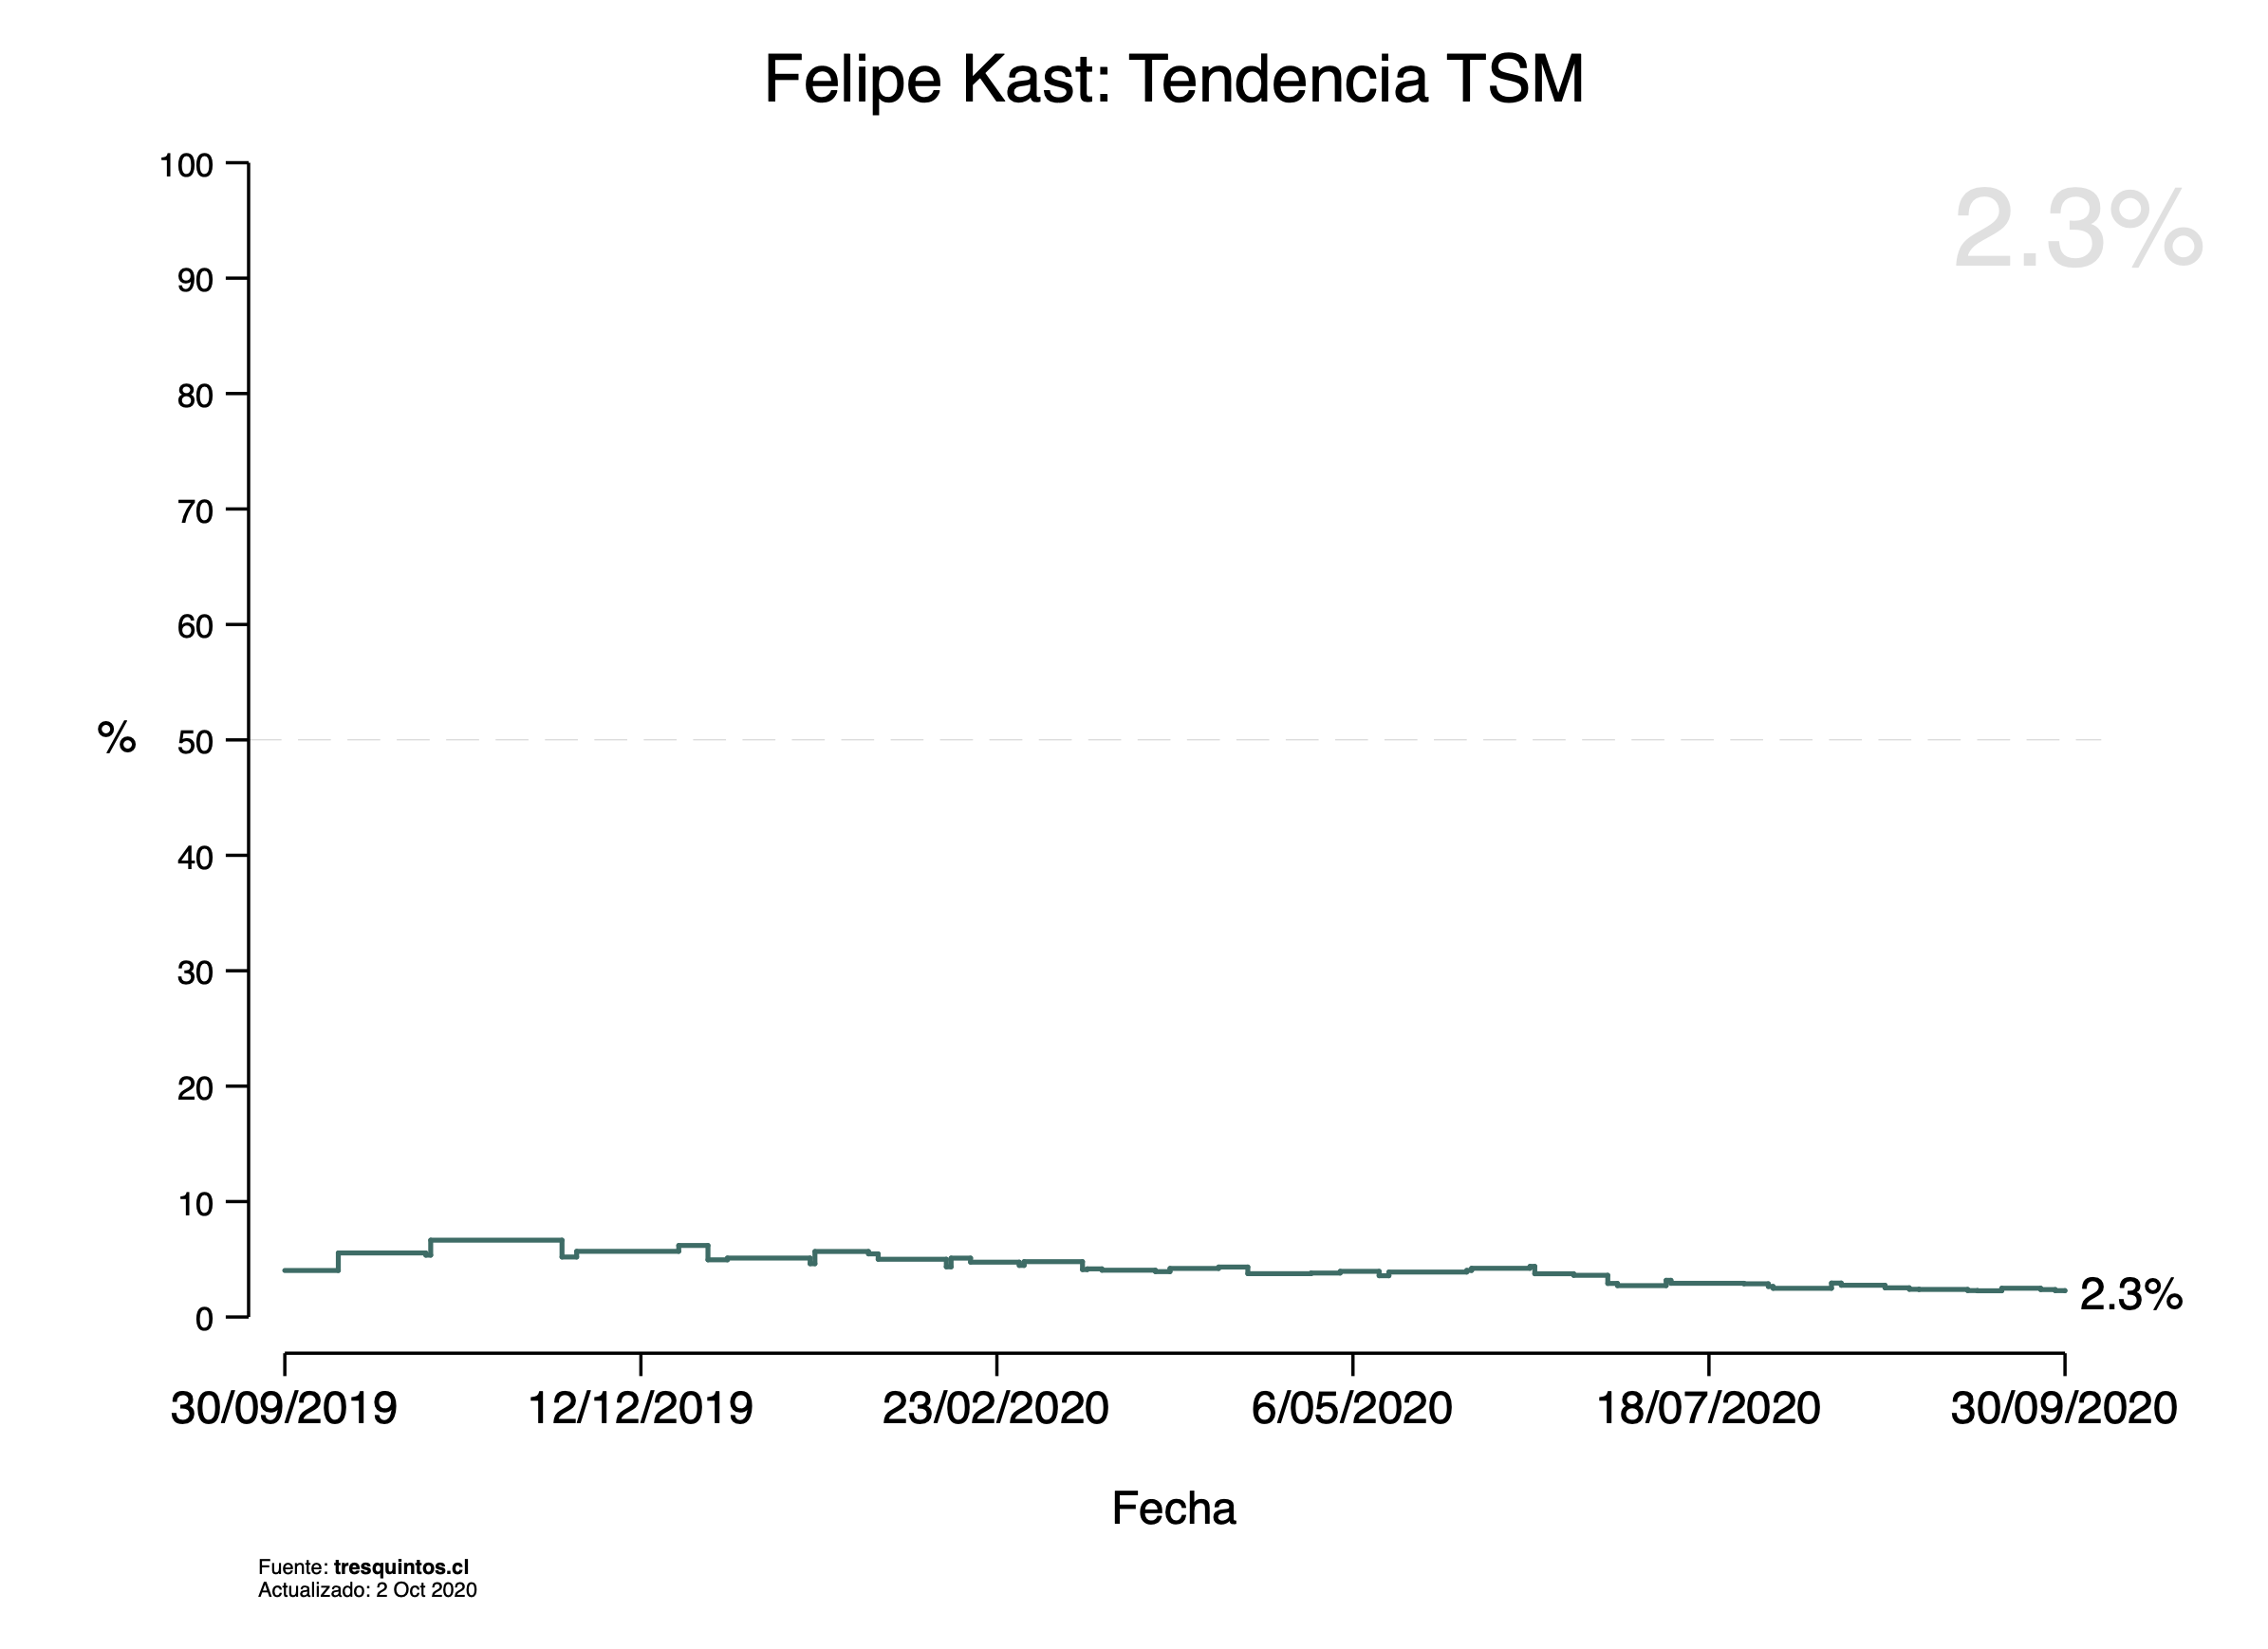 Felipe Kast: Tendencia TSM
2.3%
100
90
80
70
60
50
40
30
20
10
0
%
2.3%
30/09/2019 12/12/2019 23/02/2020 6/05/2020 18/07/2020 30/09/2020
Fecha
Fuente: tresquintos.cl
Actualizado: 2 Oct 2020